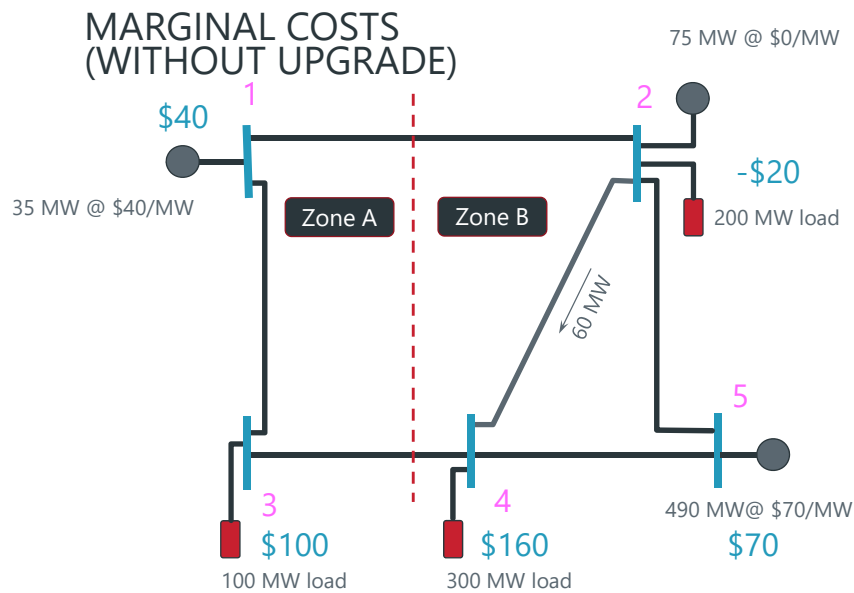 MARGINAL COSTS
(WITHOUT UPGRADE)
75 MW @ $0/MW
1
2
$40
-$20
35 MW @ $40/MW
Zone A
Zone B
200 MW load
60 MW
5
3
4
490 MW@ $70/MW
$100
$160
$70
100 MW load
300 MW load